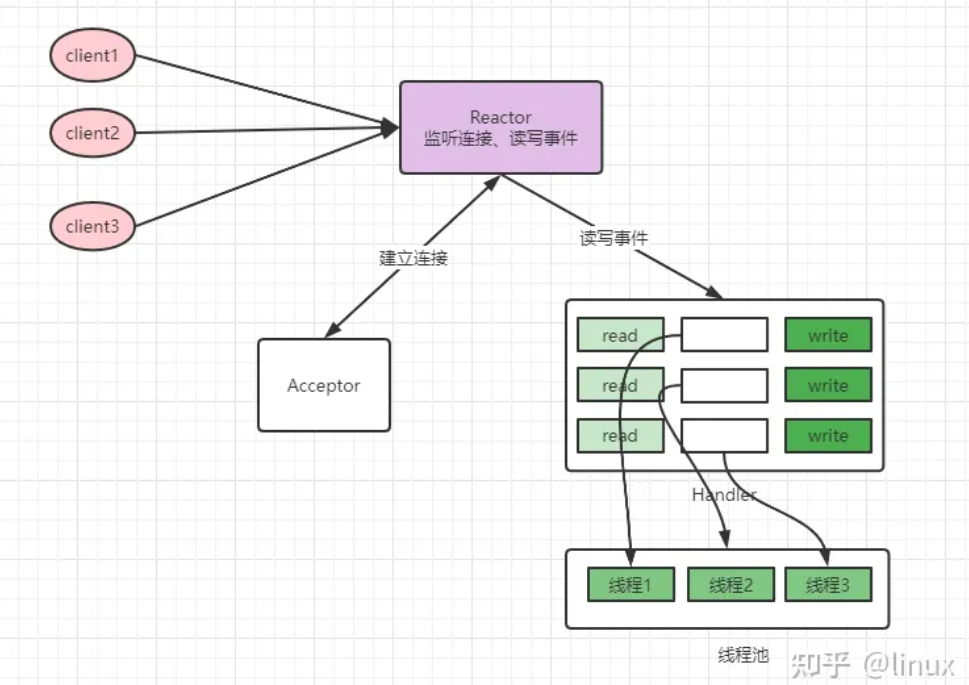 client1
client2
client3
Reactor
监听连接、读写事件
建立连接
读写事件
Acceptor
read
write
read
write
read
write
Handler
线程1
线程2
线程3
线程池
知乎 @linux